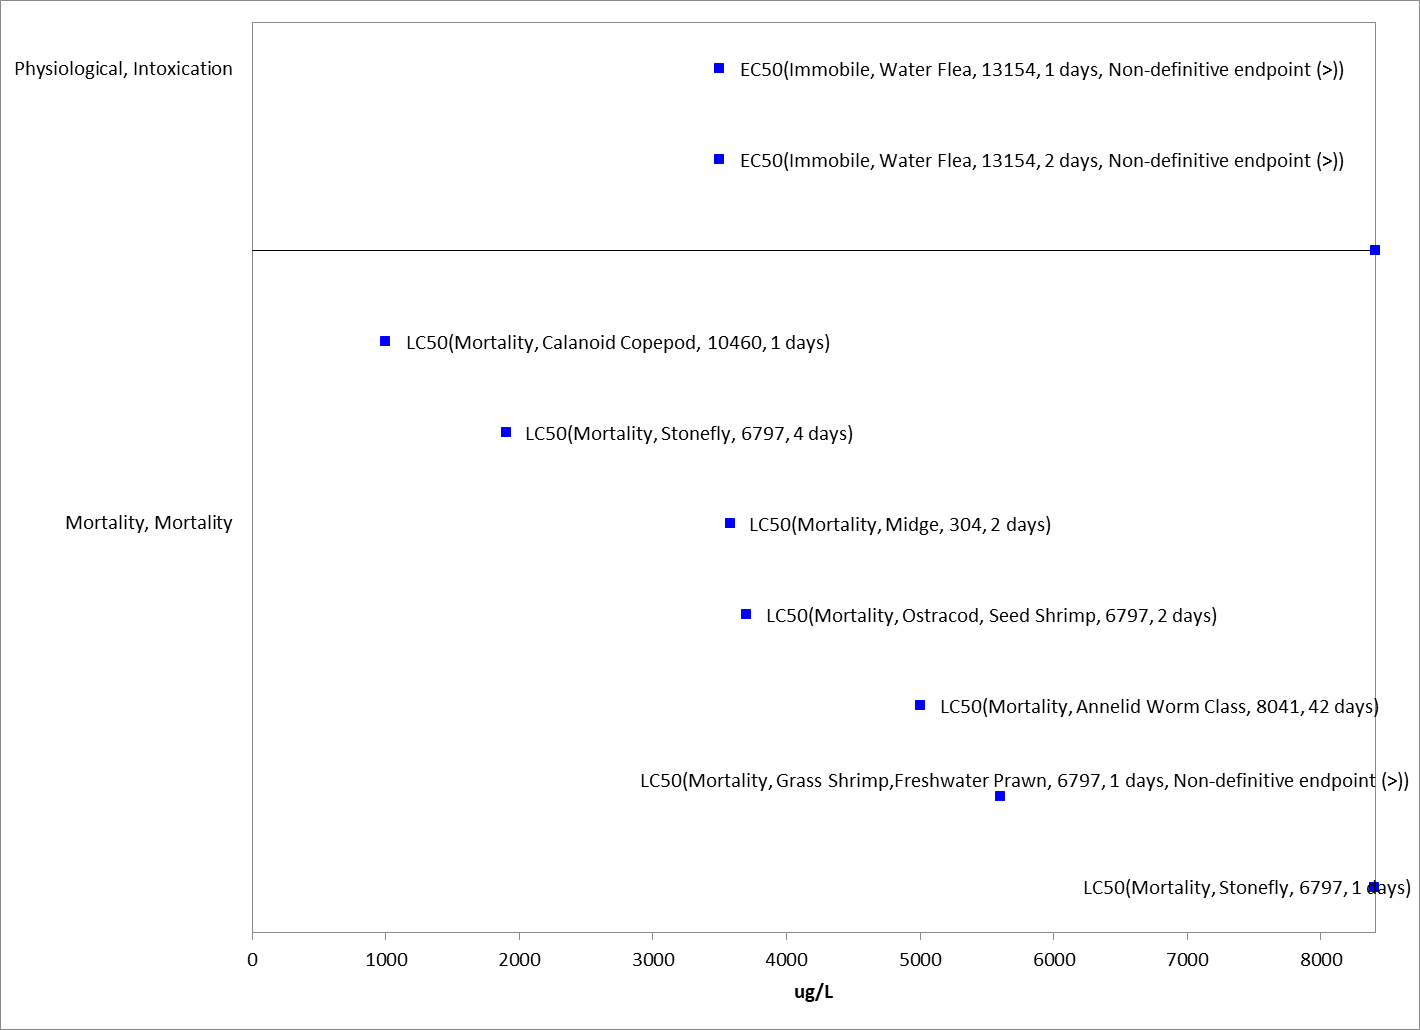 Physiological, Intoxication
EC50(Immobile, Water Flea, 13154, 1 days, Non-definitive endpoint (>))
EC50(Immobile, Water Flea, 13154, 2 days, Non-definitive endpoint (>))
LC50(Mortality, Calanoid Copepod, 10460, 1 days)
LC50(Mortality, Stonefly, 6797, 4 days)
Mortality, Mortality
LC50(Mortality, Midge, 304, 2 days)
LC50(Mortality, Ostracod, Seed Shrimp, 6797, 2 days)
LC50(Mortality, Annelid Worm Class, 8041, 42 days)
LC50(Mortality, Grass Shrimp,Freshwater Prawn, 6797, 1 days, Non-definitive endpoint (>))
LC50(Mortality, Stonefly, 6797, 1 days)
0 1000 2000 3000 4000 5000 6000 7000 8000
ug/L